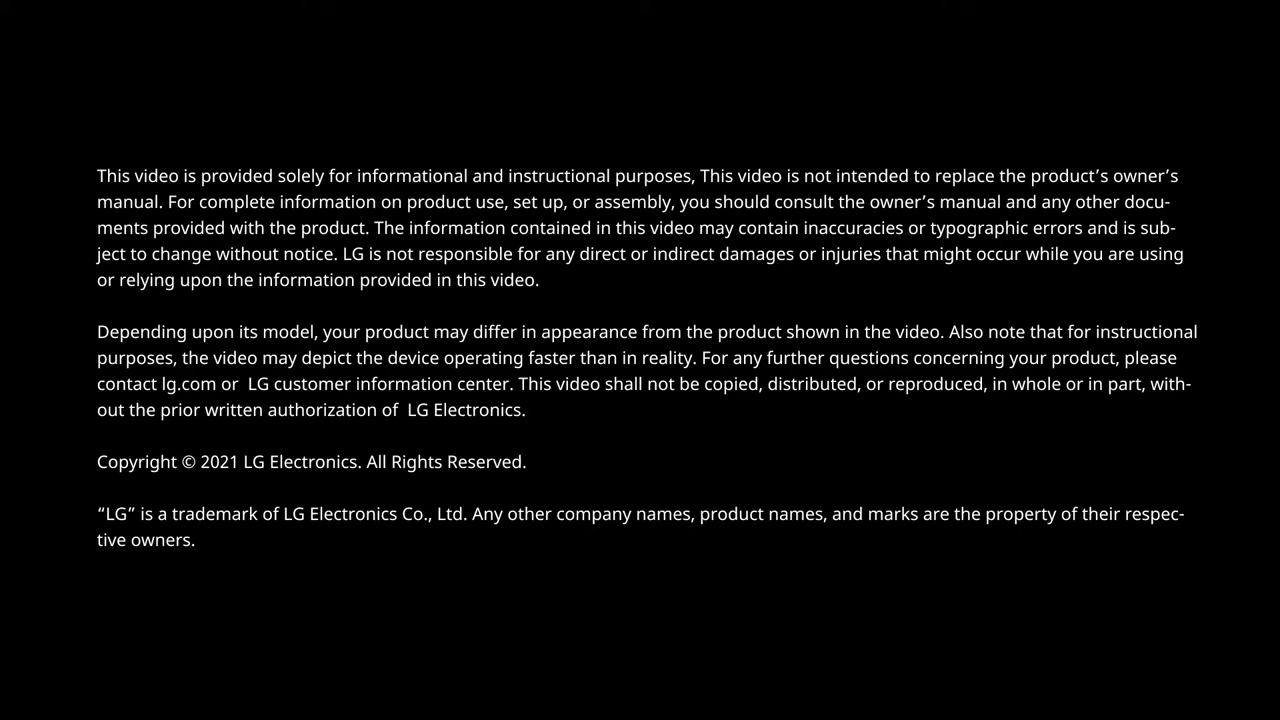 This video is provided solely for informational and instructional purposes, This video is not intended to replace the product’s owner’s
manual. For complete information on product use, set up, or assembly, you should consult the owner’s manual and any other docu-
ments provided with the product. The information contained in this video may contain inaccuracies or typographic errors and is sub-
ject to change without notice. LG is not responsible for any direct or indirect damages or injuries that might occur while you are using
or relying upon the information provided in this video.
Depending upon its model, your product may differ in appearance from the product shown in the video. Also note that for instructional
purposes, the video may depict the device operating faster than in reality. For any further questions concerning your product, please
contact lg.com or  LG customer information center. This video shall not be copied, distributed, or reproduced, in whole or in part, with-
out the prior written authorization of  LG Electronics.
Copyright © 2021 LG Electronics. All Rights Reserved.
“LG” is a trademark of LG Electronics Co., Ltd. Any other company names, product names, and marks are the property of their respec-
tive owners.